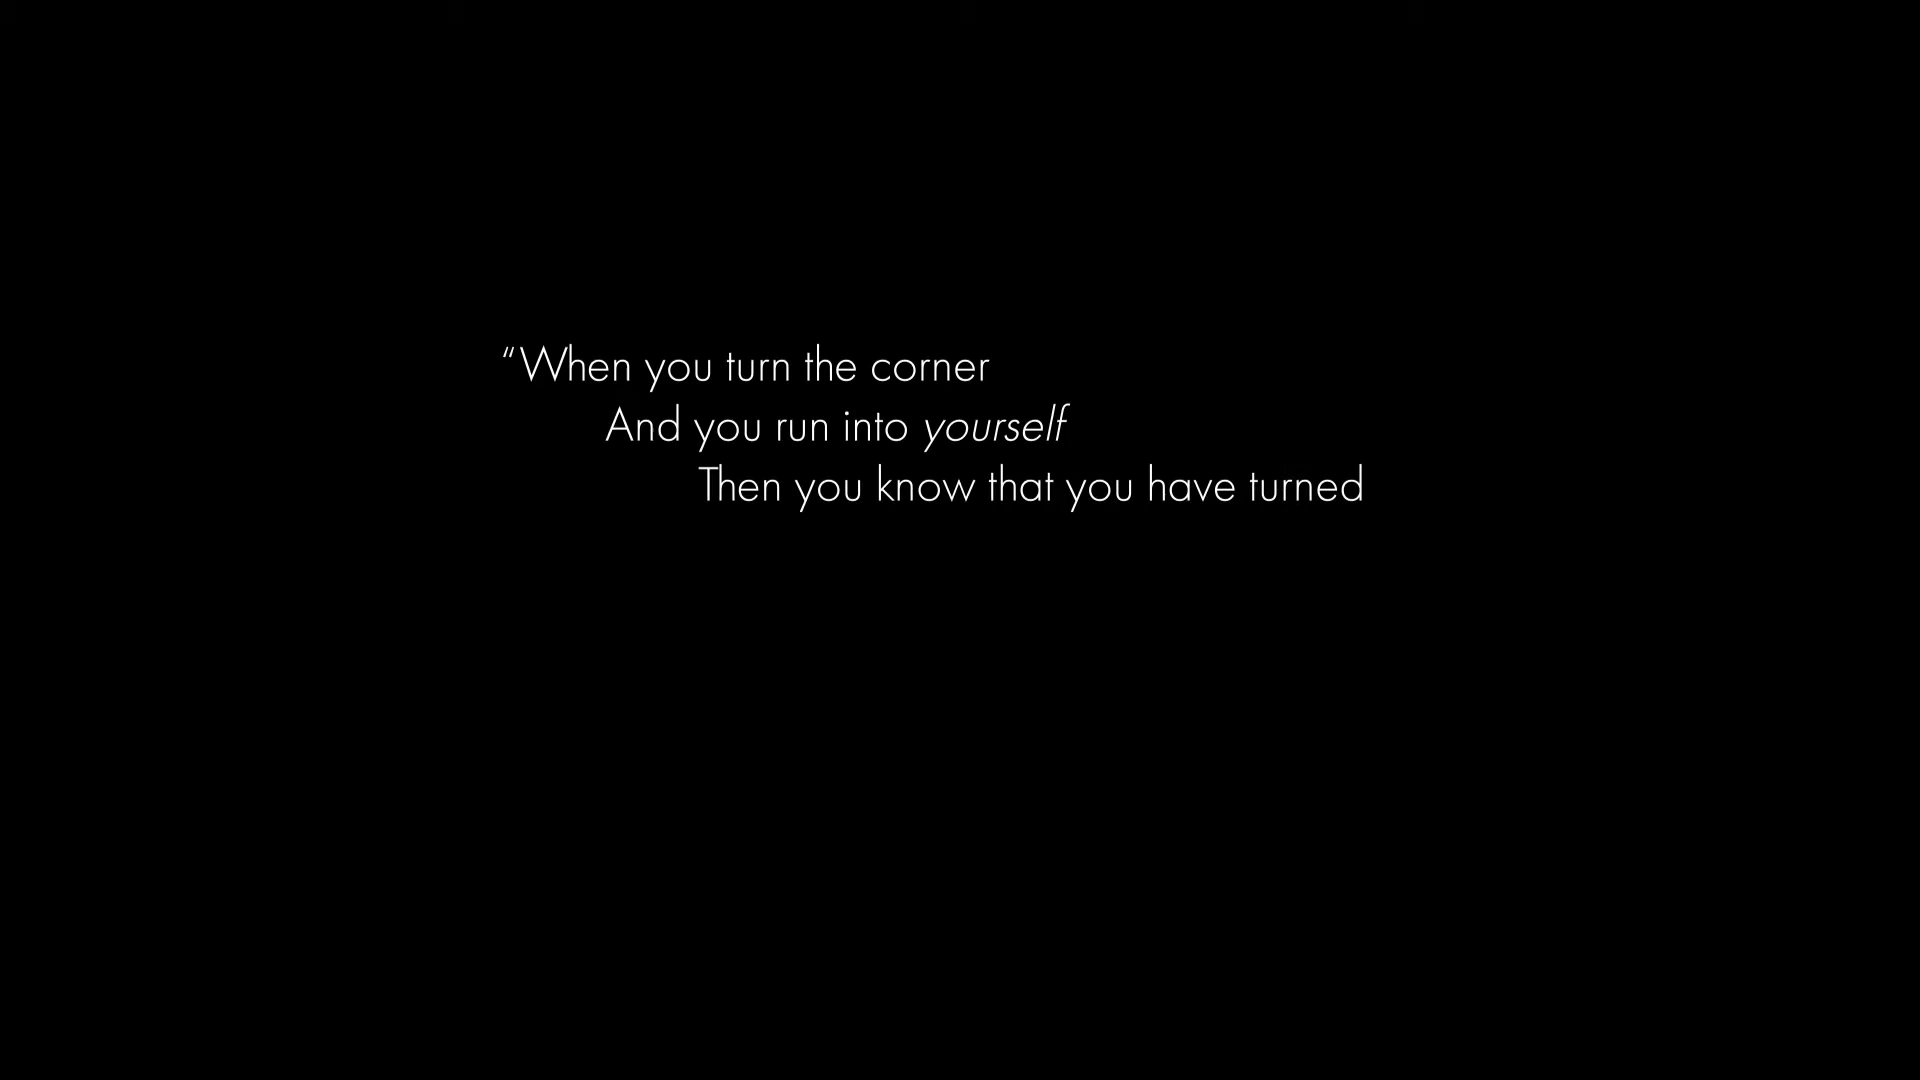 “When you turn the corner
And you run into yourself
Then you know that you have turned